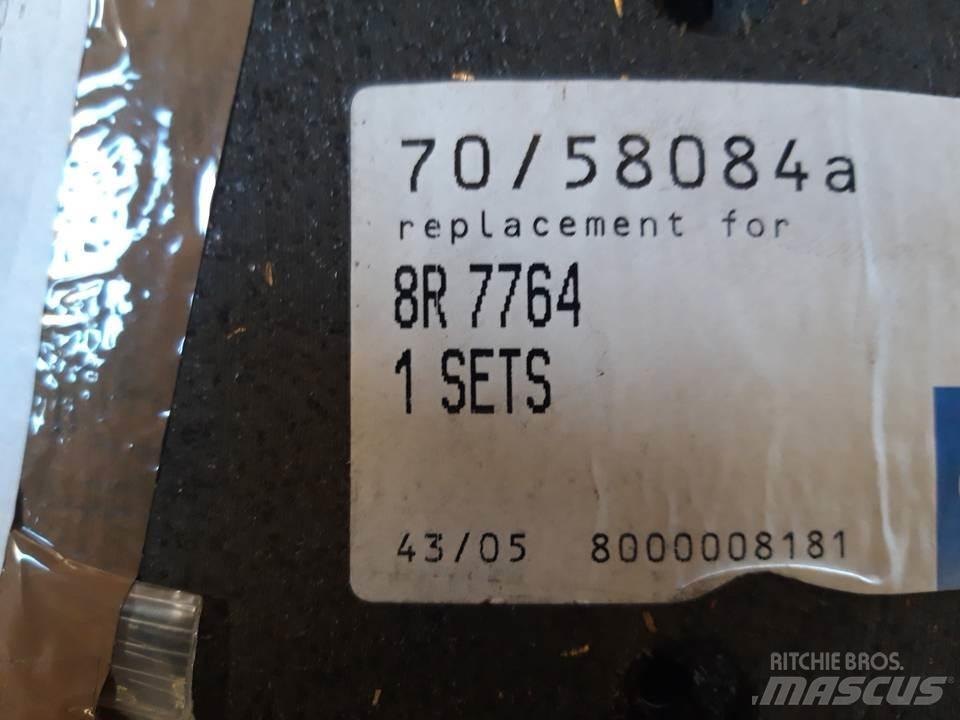 70/58084a
replacement for
8R 7764
1 SETS
43/05 8000008181
RITCHIE BROS.
MASCUS